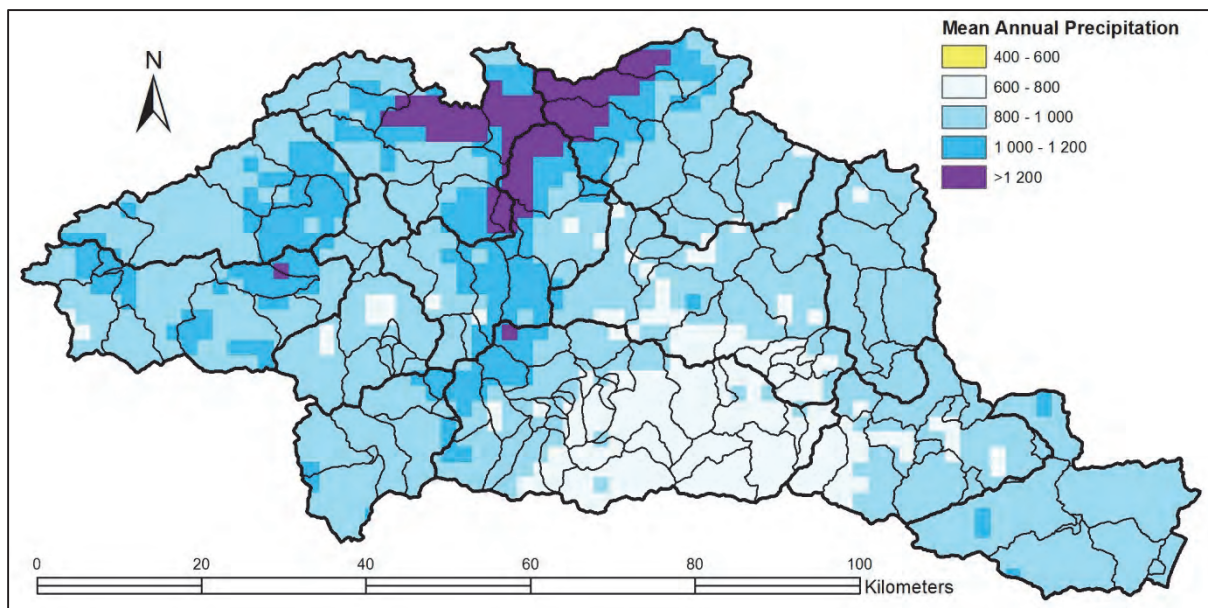 Mean Annual Precipitation
400 - 600
600 - 800
800 - 1 000
1 000 - 1 200
>1 200
N
0 20 40 60 80 100
Kilometers